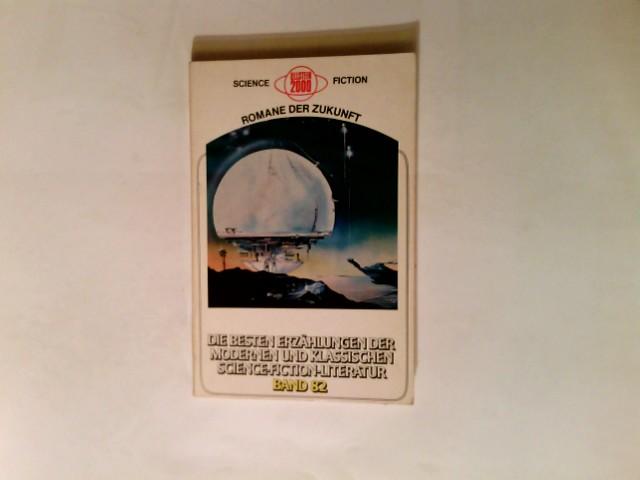 SCIENCE ULLSTEIN 2000 FICTION
ROMANE DER ZUKUNFT
DIE BESTEN ERZÄHLUNGEN DER
MODERNEN UND KLASSISCHEN
SCIENCE-FICTION-LITERATUR
BAND 82